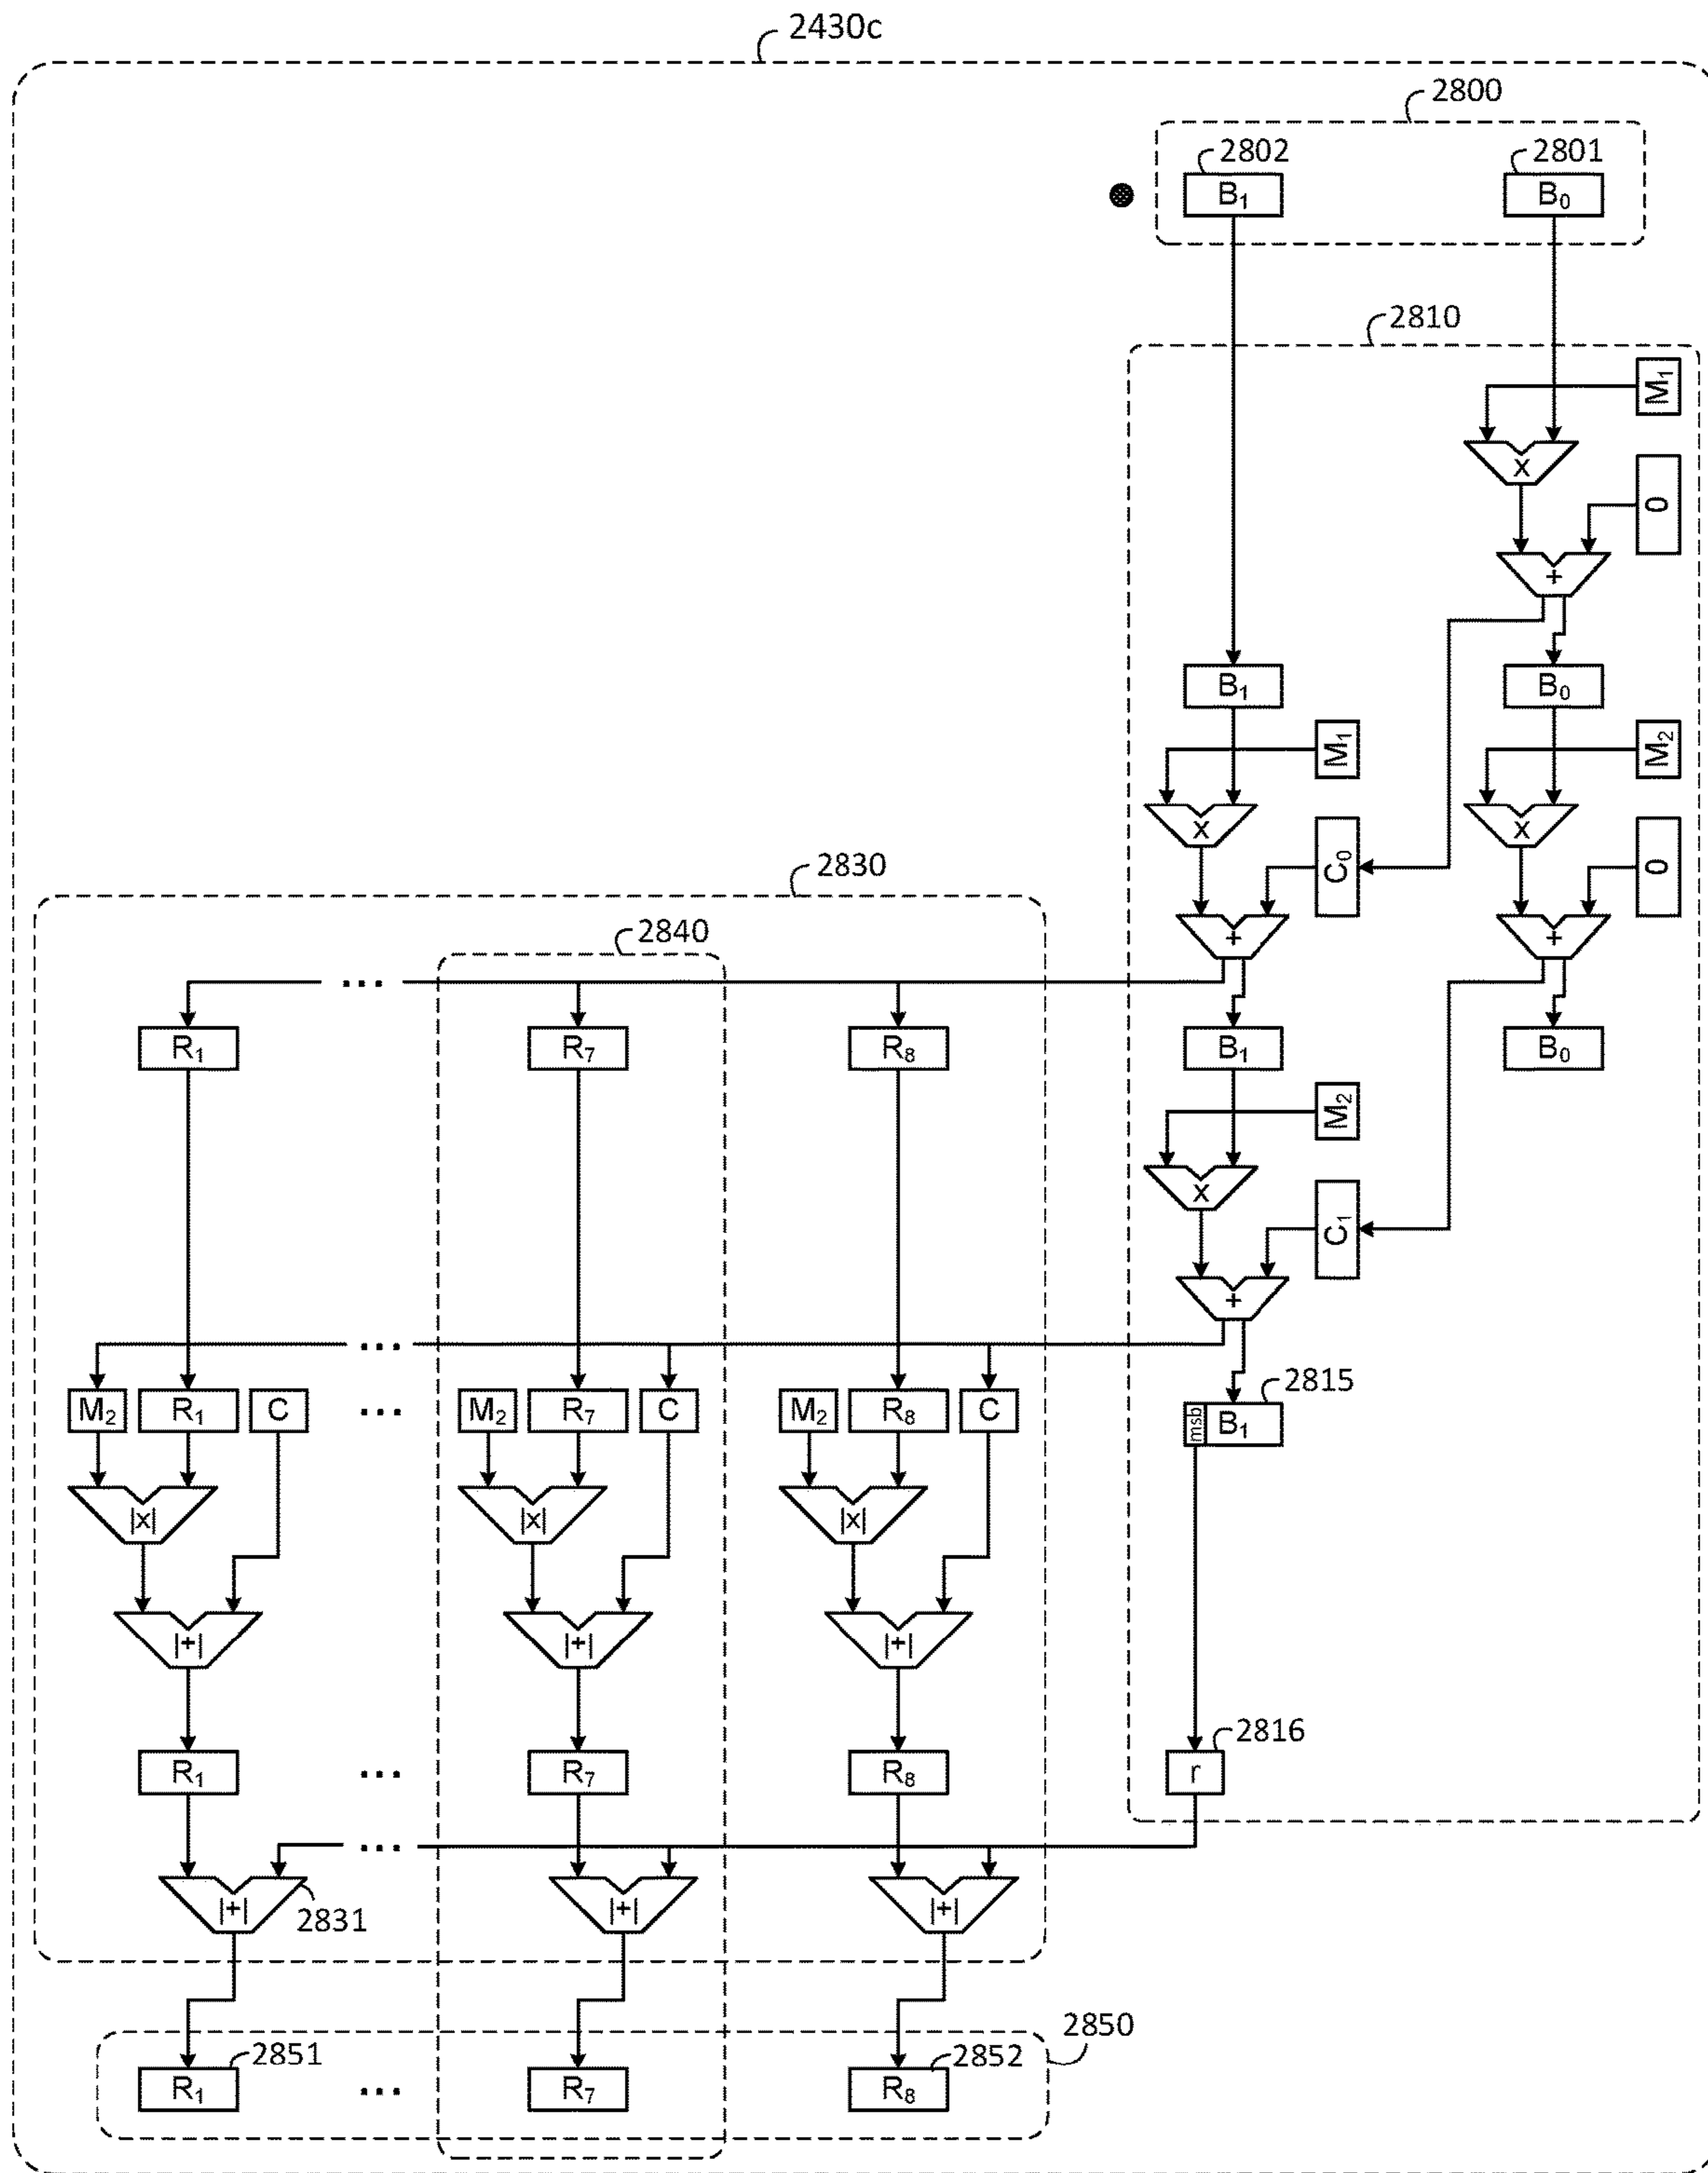 2430c
2800
2802 2801
B₁ B₀
2810
M₁
x
0
+
B₁ B₀
M₁ M₂
x x
C₀ 0
+ +
2830
2840
...
R₁ R₇ R₈ B₁ B₀
M₂
x
C₁
+
...
2815
M₂ R₁ C ... M₂ R₇ C M₂ R₈ C msb B₁
|x| |x| |x|
|+| |+| |+|
2816
R₁ ... R₇ R₈ r
...
|+| |+| |+|
2831
2850
2851 2852
R₁ ... R₇ R₈